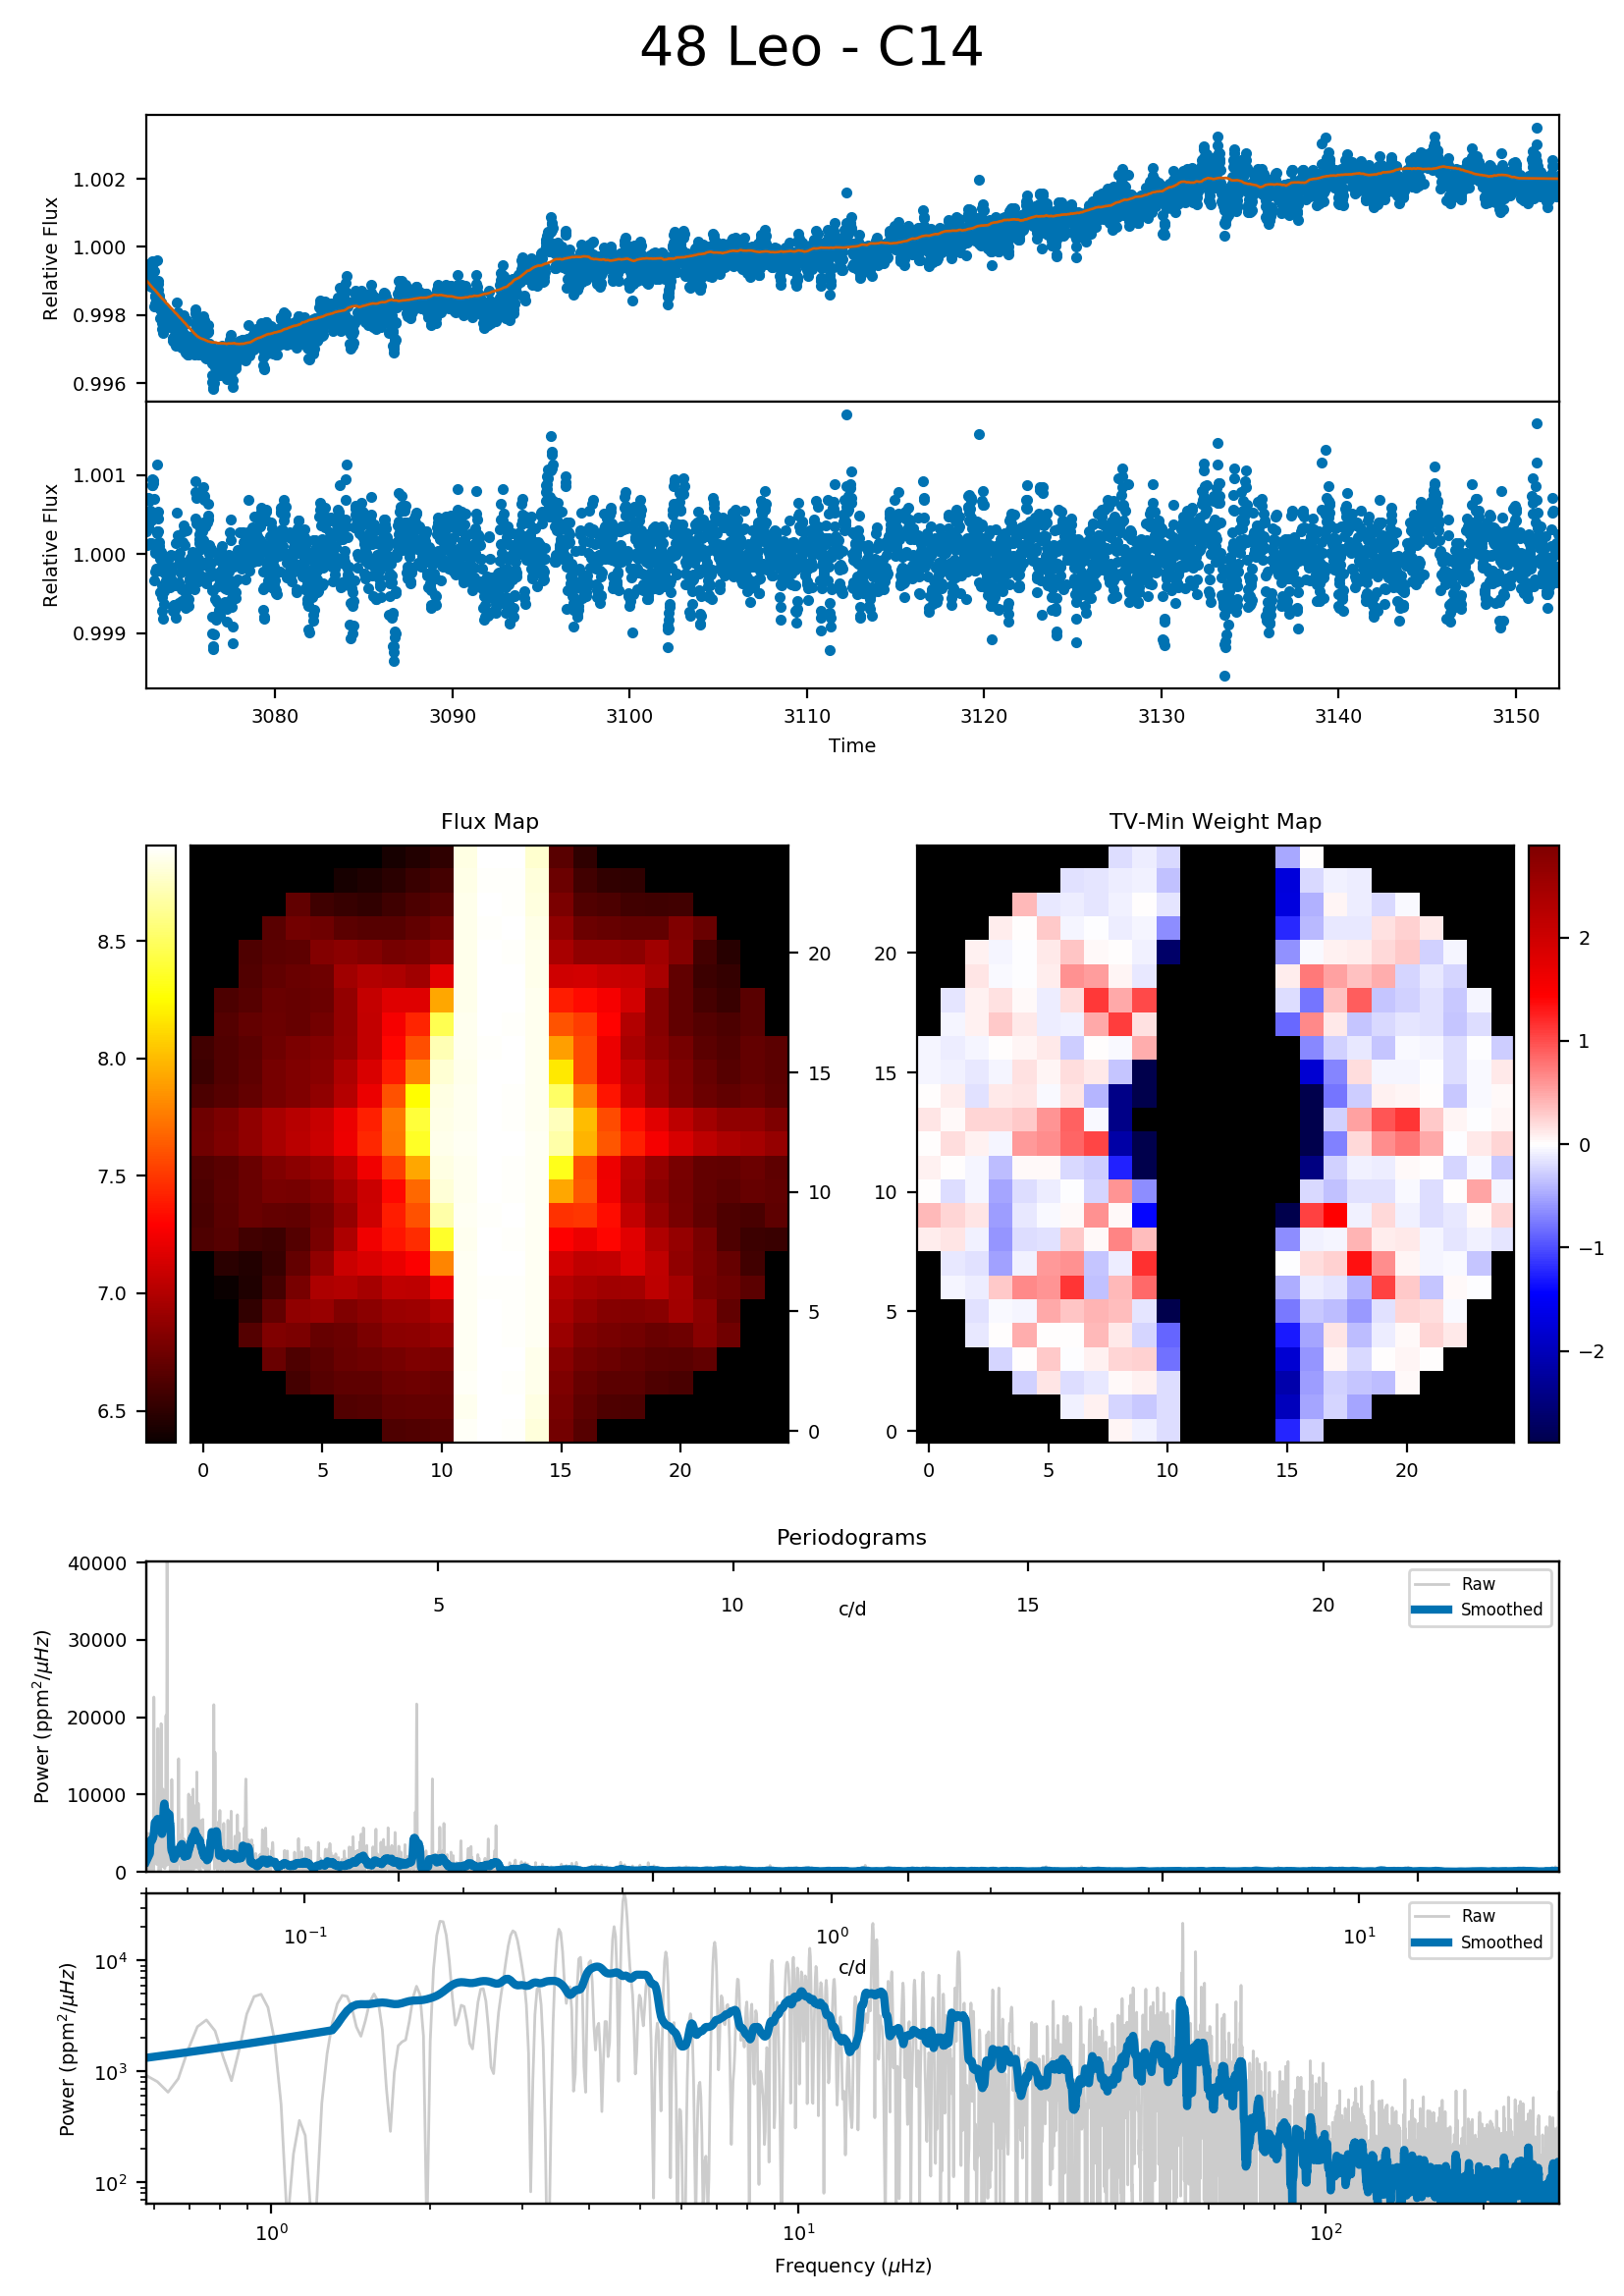 48 Leo - C14
Relative Flux
1.002
1.000
0.998
0.996
Relative Flux
1.001
1.000
0.999
3080 3090 3100 3110 3120 3130 3140 3150
Time
Flux Map
TV-Min Weight Map
8.5
8.0
7.5
7.0
6.5
20
15
10
5
0
0 5 10 15 20
20
15
10
5
0
0 5 10 15 20
2
1
0
−1
−2
Periodograms
Power (ppm²/μHz)
40000
30000
20000
10000
0
5 10 15 20
c/d
Raw
Smoothed
Power (ppm²/μHz)
10⁴
10³
10²
10⁻¹ 10⁰ 10¹
c/d
Raw
Smoothed
10⁰ 10¹ 10²
Frequency (μHz)